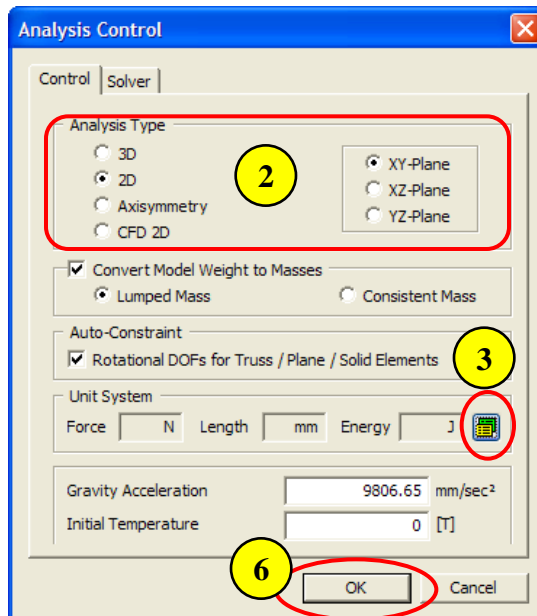 Analysis Control
Control Solver
Analysis Type
3D
2D
Axisymmetry
CFD 2D
2
XY-Plane
XZ-Plane
YZ-Plane
Convert Model Weight to Masses
Lumped Mass Consistent Mass
Auto-Constraint
Rotational DOFs for Truss / Plane / Solid Elements
3
Unit System
Force N Length mm Energy J
Gravity Acceleration 9806.65 mm/sec²
Initial Temperature 0 [T]
6
OK Cancel